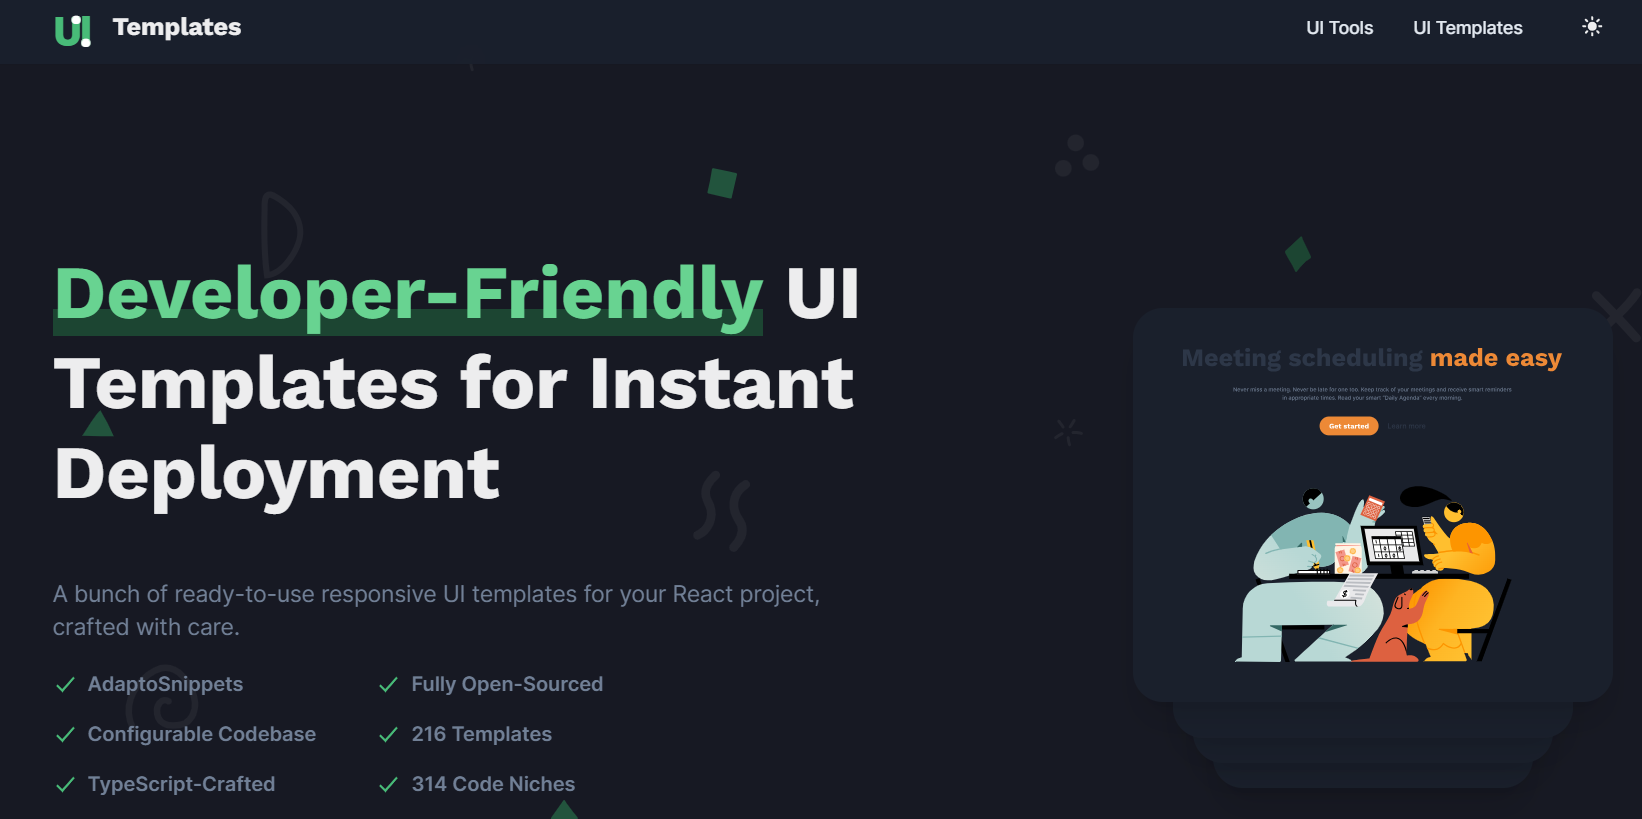 UI Templates
UI Tools
UI Templates
Developer-Friendly UI
Templates for Instant
Deployment
A bunch of ready-to-use responsive UI templates for your React project,
crafted with care.
AdaptoSnippets
Fully Open-Sourced
Configurable Codebase
216 Templates
TypeScript-Crafted
314 Code Niches
Meeting scheduling made easy
Never miss a meeting. Never be late for one too. Keep track of your meetings and receive smart reminders
in appropriate times. Read your smart "Daily Agenda" every morning.
Get started
Learn more